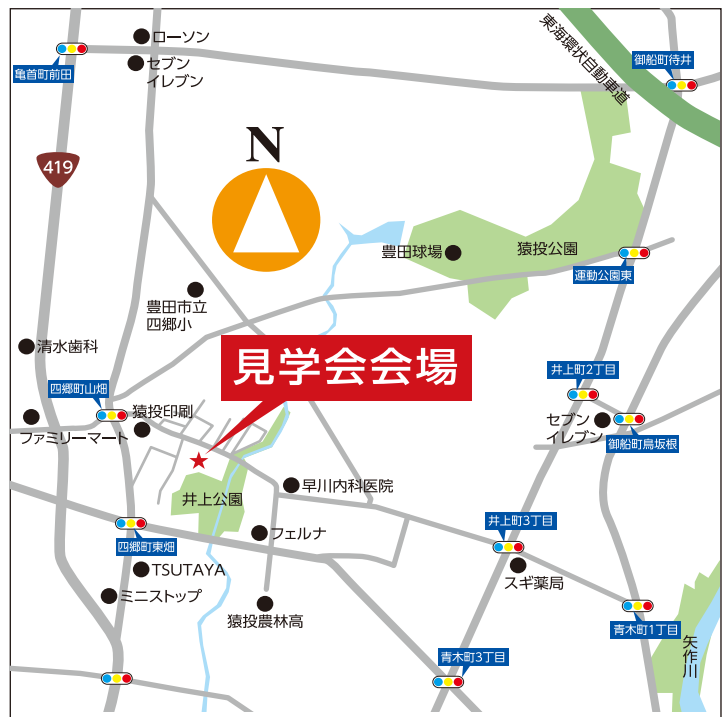 ローソン
セブン
イレブン
亀首町前田
東海環状自動車道
御船町待井
419
N
豊田球場
猿投公園
運動公園東
豊田市立
四郷小
清水歯科
見学会会場
四郷町山畑
猿投印刷
ファミリーマート
井上町2丁目
セブン
イレブン
御船町鳥坂根
早川内科医院
井上公園
フェルナ
井上町3丁目
四郷町東畑
TSUTAYA
スギ薬局
ミニストップ
猿投農林高
青木町1丁目
青木町3丁目
矢作川